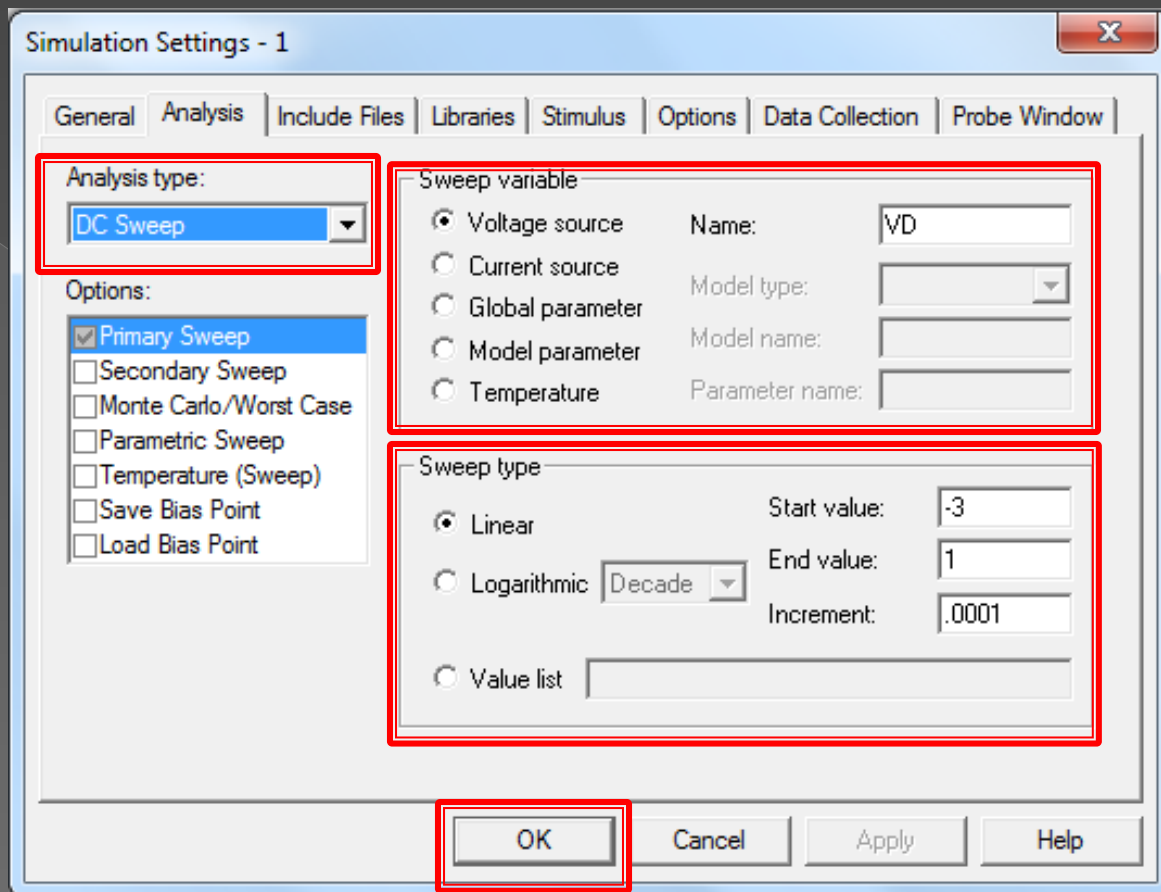 Simulation Settings - 1
General Analysis Include Files Libraries Stimulus Options Data Collection Probe Window
Analysis type:
DC Sweep
Options:
Primary Sweep
Secondary Sweep
Monte Carlo/Worst Case
Parametric Sweep
Temperature (Sweep)
Save Bias Point
Load Bias Point
Sweep variable
Voltage source Name: VD
Current source
Model type:
Global parameter
Model name:
Model parameter
Temperature Parameter name:
Sweep type
Start value: -3
Linear
End value: 1
Logarithmic Decade
Increment: .0001
Value list
OK Cancel Apply Help